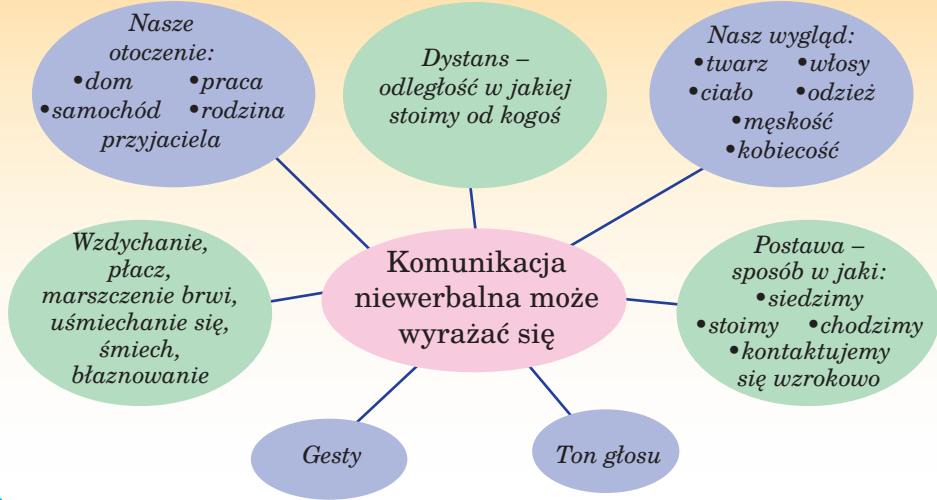 Nasze
otoczenie:
•dom •praca
•samochód •rodzina
przyjaciela
Dystans –
odległość w jakiej
stoimy od kogoś
Nasz wygląd:
•twarz •włosy
•ciało •odzież
•męskość
•kobiecość
Wzdychanie,
płacz,
marszczenie brwi,
uśmiechanie się,
śmiech,
błaznowanie
Komunikacja
niewerbalna może
wyrażać się
Postawa –
sposób w jaki:
•siedzimy
•stoimy •chodzimy
•kontaktujemy
się wzrokowo
Gesty
Ton głosu